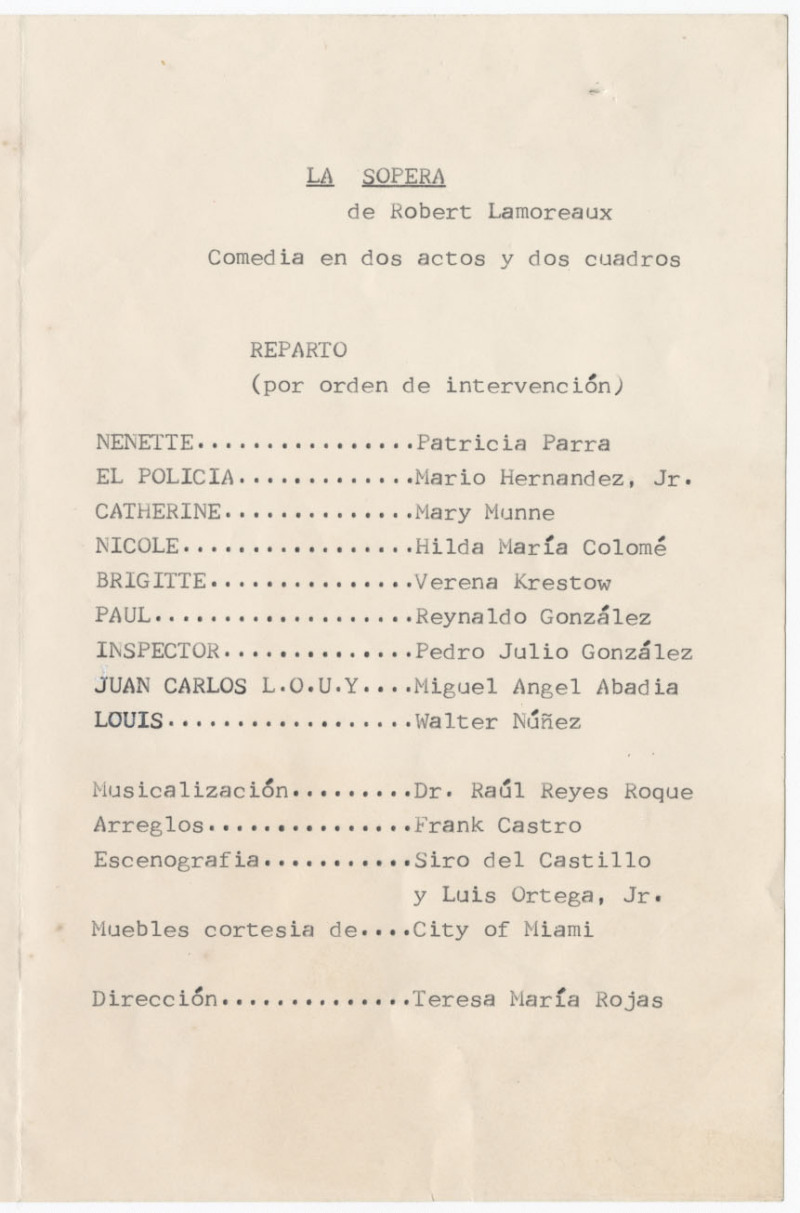 LA SOPERA
de Robert Lamoreaux
Comedia en dos actos y dos cuadros
REPARTO
(por orden de intervención)
NENETTE................Patricia Parra
EL POLICIA.............Mario Hernandez, Jr.
CATHERINE..............Mary Munne
NICOLE.................Hilda María Colomé
BRIGITTE...............Verena Krestow
PAUL...................Reynaldo González
INSPECTOR..............Pedro Julio González
JUAN CARLOS L.O.U.Y....Miguel Angel Abadia
LOUIS..................Walter Núñez
Musicalización.........Dr. Raúl Reyes Roque
Arreglos...............Frank Castro
Escenografia...........Siro del Castillo
y Luis Ortega, Jr.
Muebles cortesia de....City of Miami
Dirección..............Teresa María Rojas